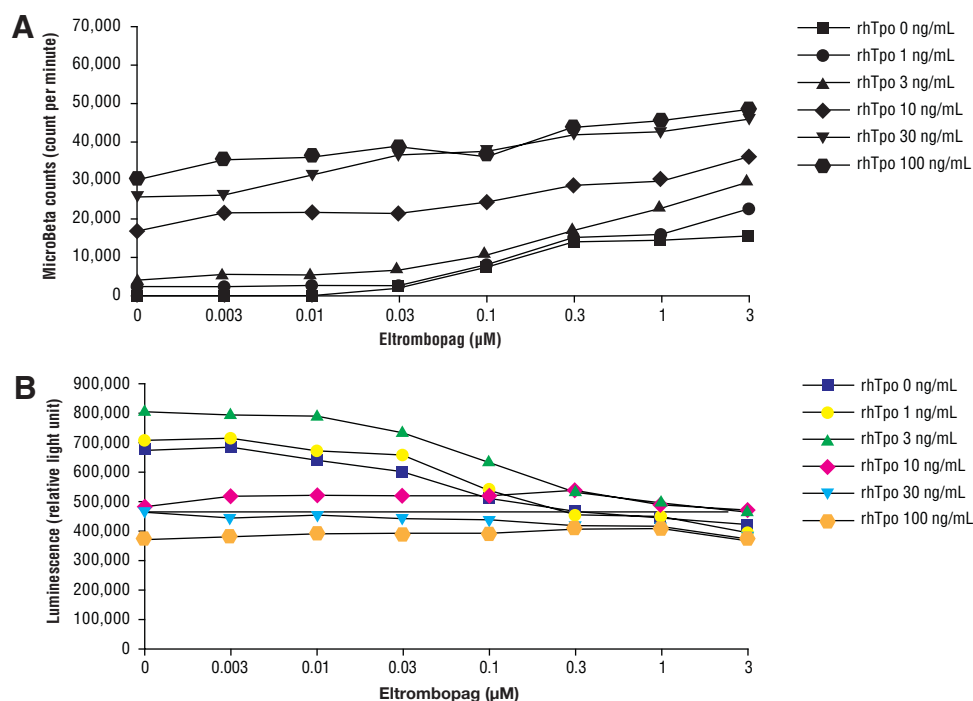 A
MicroBeta counts (count per minute)
70,000
60,000
50,000
40,000
30,000
20,000
10,000
0
0 0.003 0.01 0.03 0.1 0.3 1 3
Eltrombopag (µM)
rhTpo 0 ng/mL
rhTpo 1 ng/mL
rhTpo 3 ng/mL
rhTpo 10 ng/mL
rhTpo 30 ng/mL
rhTpo 100 ng/mL
B
Luminescence (relative light unit)
900,000
800,000
700,000
600,000
500,000
400,000
300,000
200,000
100,000
0
0 0.003 0.01 0.03 0.1 0.3 1 3
Eltrombopag (µM)
rhTpo 0 ng/mL
rhTpo 1 ng/mL
rhTpo 3 ng/mL
rhTpo 10 ng/mL
rhTpo 30 ng/mL
rhTpo 100 ng/mL